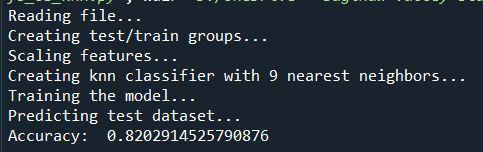 Reading file...
Creating test/train groups...
Scaling features...
Creating knn classifier with 9 nearest neighbors...
Training the model...
Predicting test dataset...
Accuracy:  0.8202914525790876